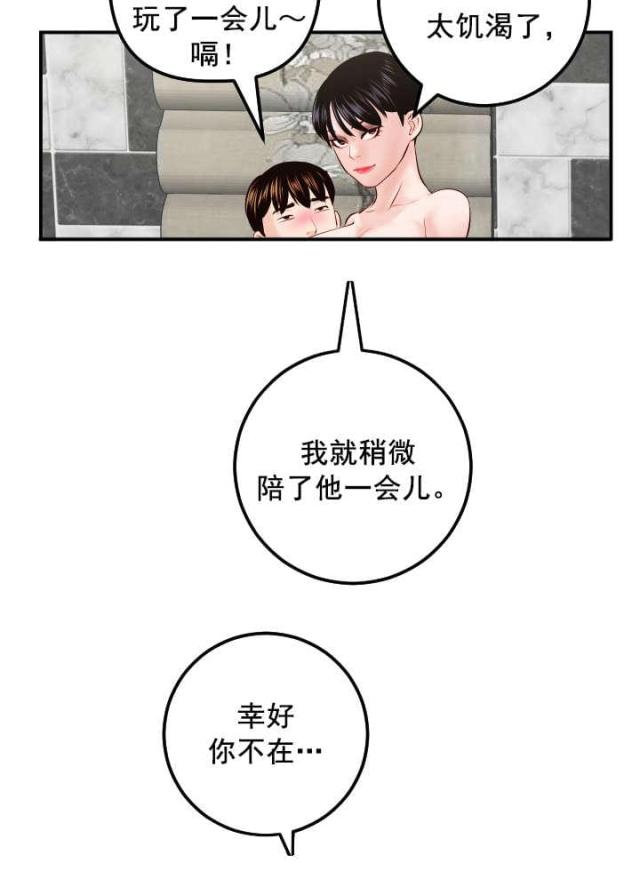 玩了一会儿～
嗝！
太饥渴了，
我就稍微
陪了他一会儿。
幸好
你不在…